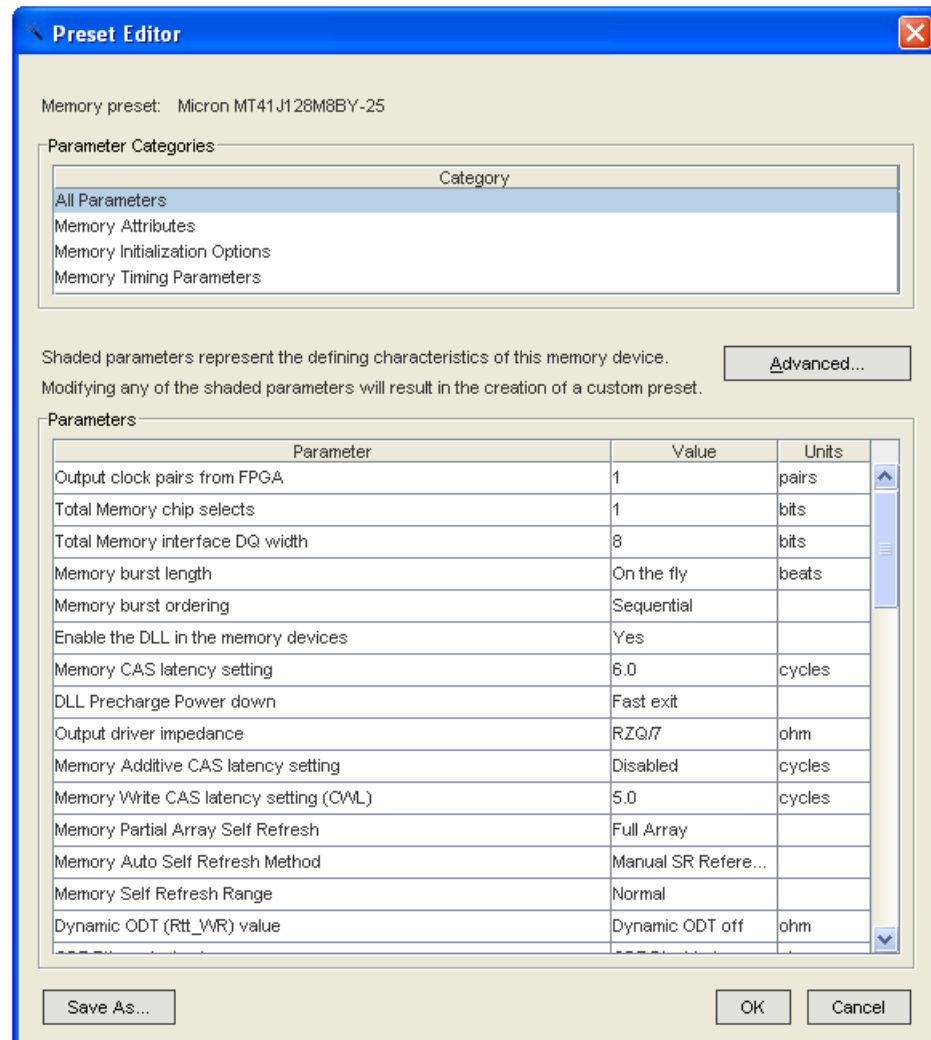 Preset Editor
Memory preset: Micron MT41J128M8BY-25
Parameter Categories
Category
All Parameters
Memory Attributes
Memory Initialization Options
Memory Timing Parameters
Shaded parameters represent the defining characteristics of this memory device.
Advanced...
Modifying any of the shaded parameters will result in the creation of a custom preset.
Parameters
Parameter Value Units
Output clock pairs from FPGA 1 pairs
Total Memory chip selects 1 bits
Total Memory interface DQ width 8 bits
Memory burst length On the fly beats
Memory burst ordering Sequential
Enable the DLL in the memory devices Yes
Memory CAS latency setting 6.0 cycles
DLL Precharge Power down Fast exit
Output driver impedance RZQ/7 ohm
Memory Additive CAS latency setting Disabled cycles
Memory Write CAS latency setting (CWL) 5.0 cycles
Memory Partial Array Self Refresh Full Array
Memory Auto Self Refresh Method Manual SR Refere...
Memory Self Refresh Range Normal
Dynamic ODT (Rtt_WR) value Dynamic ODT off ohm
Save As... OK Cancel